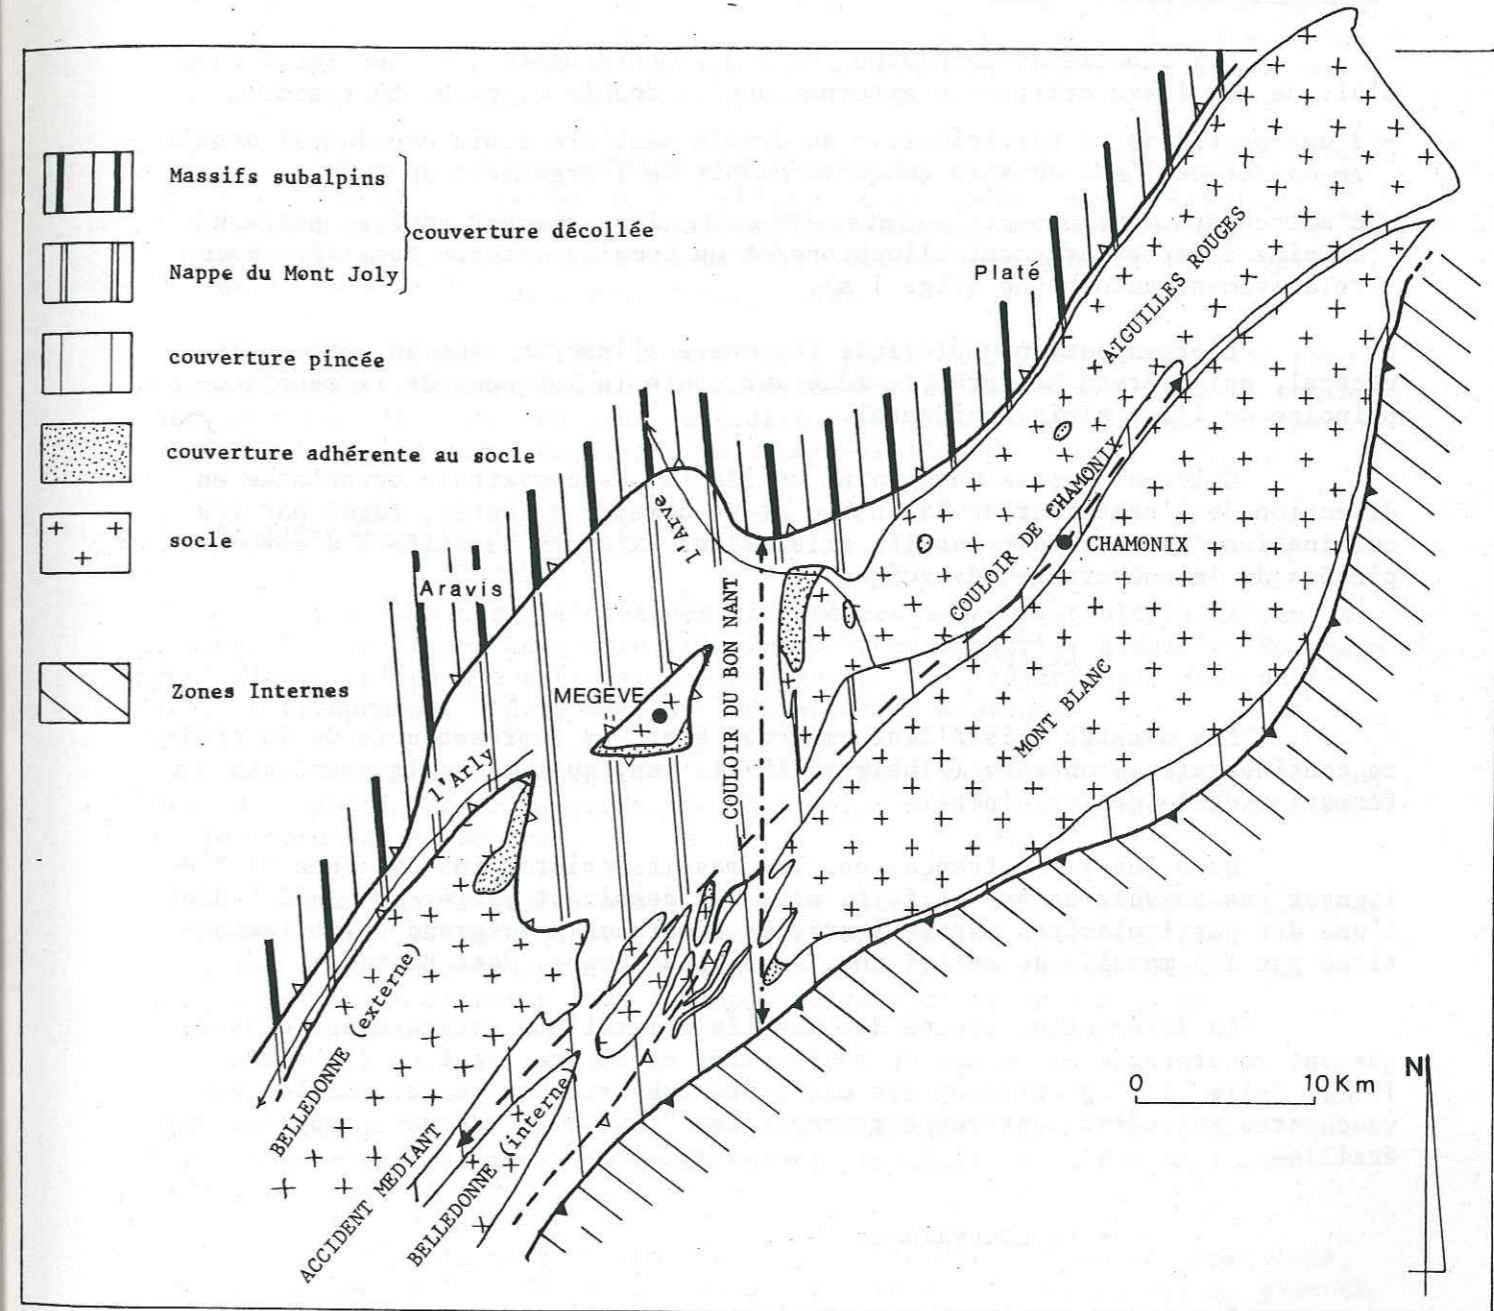 Massifs subalpins
couverture décollée
Nappe du Mont Joly
couverture pincée
couverture adhérente au socle
socle
Zones Internes
Platé
AIGUILLES ROUGES
COULOIR DE CHAMONIX
CHAMONIX
l'Arve
Aravis
COULOIR DU BON NANT
MEGEVE
MONT BLANC
l'Arly
BELLEDONNE (externe)
ACCIDENT MEDIANT
BELLEDONNE (interne)
0 10 Km
N